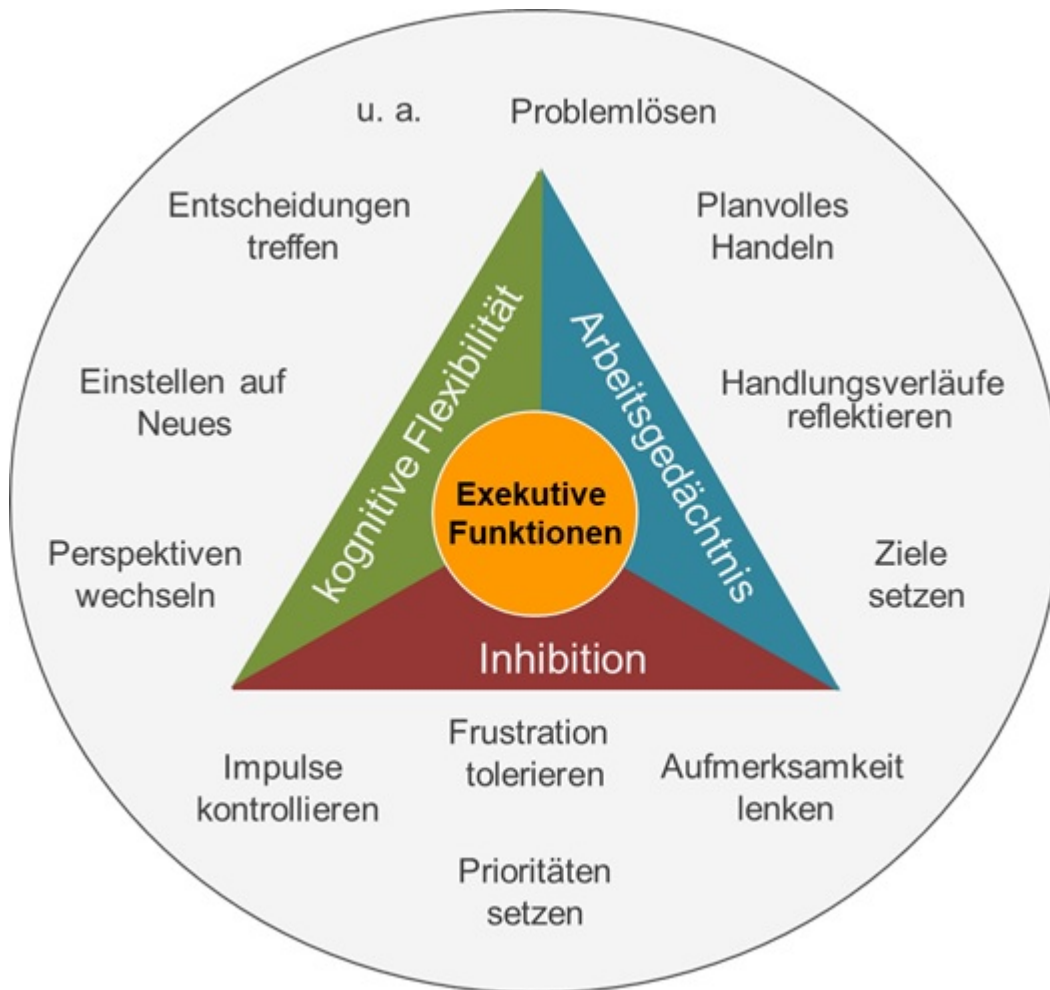 u. a.
Problemlösen
Entscheidungen
treffen
Planvolles
Handeln
Einstellen auf
Neues
Handlungsverläufe
reflektieren
Perspektiven
wechseln
Ziele
setzen
kognitive Flexibilität
Arbeitsgedächtnis
Exekutive
Funktionen
Inhibition
Impulse
kontrollieren
Frustration
tolerieren
Aufmerksamkeit
lenken
Prioritäten
setzen